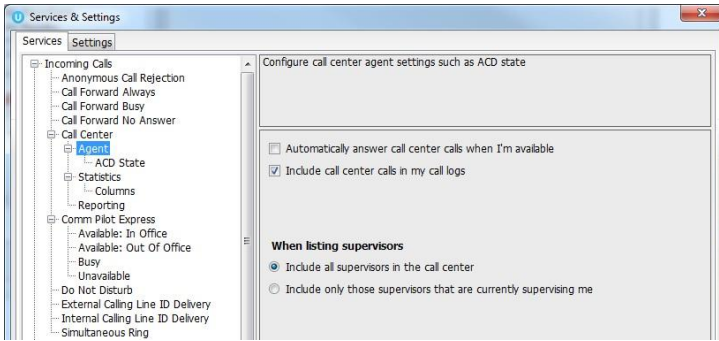 Services & Settings
Services Settings
Incoming Calls
Anonymous Call Rejection
Call Forward Always
Call Forward Busy
Call Forward No Answer
Call Center
Agent
ACD State
Statistics
Columns
Reporting
Comm Pilot Express
Available: In Office
Available: Out Of Office
Busy
Unavailable
Do Not Disturb
External Calling Line ID Delivery
Internal Calling Line ID Delivery
Simultaneous Ring
Configure call center agent settings such as ACD state
Automatically answer call center calls when I'm available
Include call center calls in my call logs
When listing supervisors
Include all supervisors in the call center
Include only those supervisors that are currently supervising me